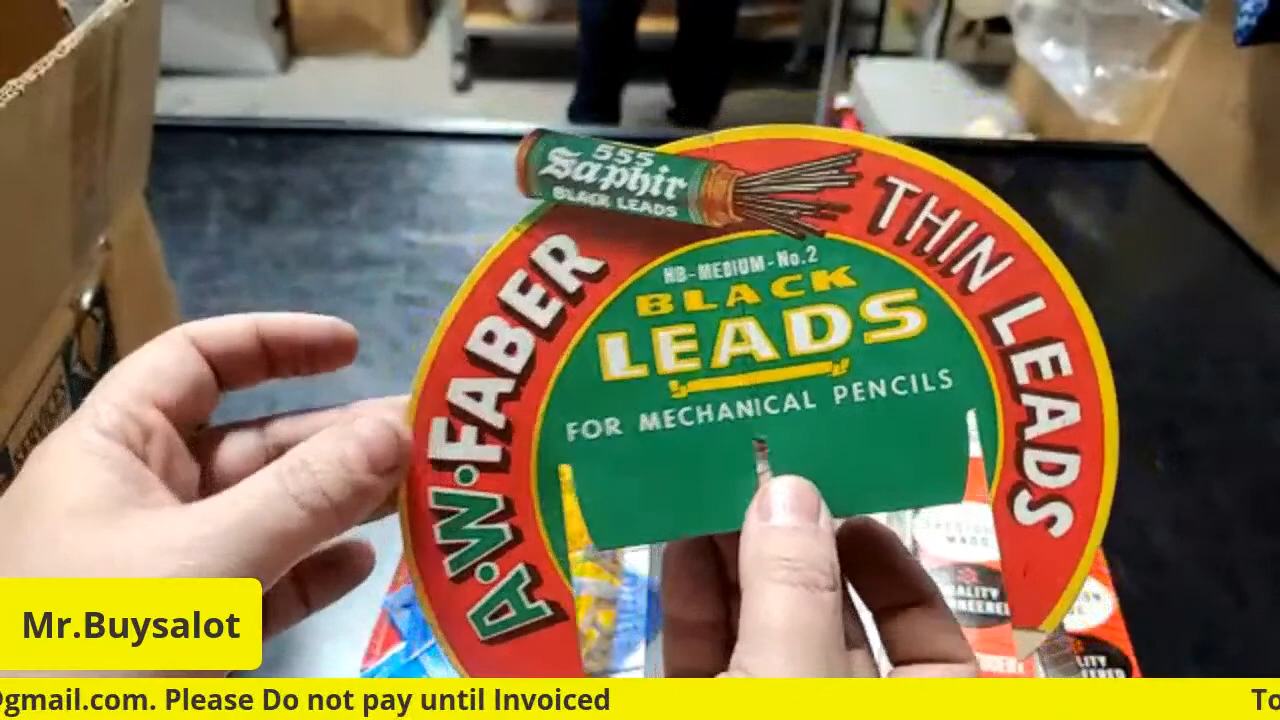 555
Saphir
BLACK LEADS
A.W.FABER
THIN LEADS
HB-MEDIUM-No.2
BLACK
LEADS
FOR MECHANICAL PENCILS
Mr.Buysalot
@gmail.com. Please Do not pay until Invoiced
To